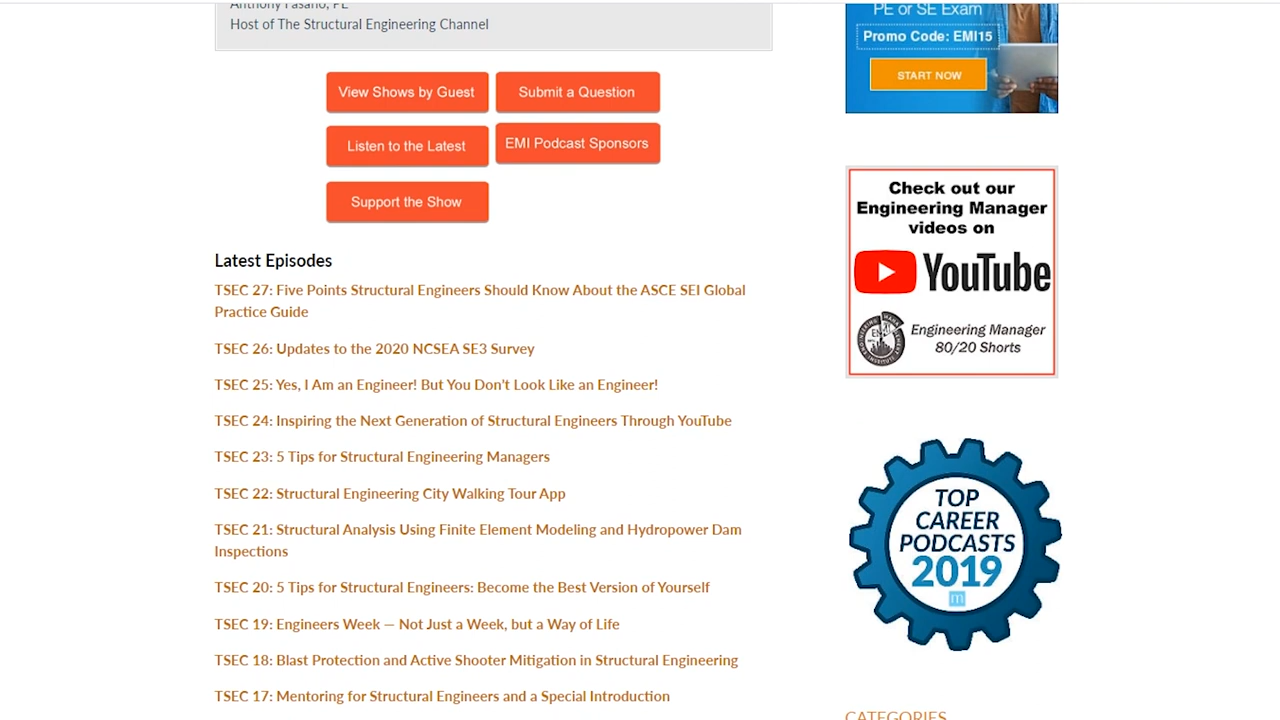 Anthony Fasano, PE
Host of The Structural Engineering Channel
View Shows by Guest
Submit a Question
Listen to the Latest
EMI Podcast Sponsors
Support the Show
Latest Episodes
TSEC 27: Five Points Structural Engineers Should Know About the ASCE SEI Global
Practice Guide
TSEC 26: Updates to the 2020 NCSEA SE3 Survey
TSEC 25: Yes, I Am an Engineer! But You Don’t Look Like an Engineer!
TSEC 24: Inspiring the Next Generation of Structural Engineers Through YouTube
TSEC 23: 5 Tips for Structural Engineering Managers
TSEC 22: Structural Engineering City Walking Tour App
TSEC 21: Structural Analysis Using Finite Element Modeling and Hydropower Dam
Inspections
TSEC 20: 5 Tips for Structural Engineers: Become the Best Version of Yourself
TSEC 19: Engineers Week — Not Just a Week, but a Way of Life
TSEC 18: Blast Protection and Active Shooter Mitigation in Structural Engineering
TSEC 17: Mentoring for Structural Engineers and a Special Introduction
PE or SE Exam
Promo Code: EMI15
START NOW
Check out our
Engineering Manager
videos on
YouTube
Engineering Manager
80/20 Shorts
TOP
CAREER
PODCASTS
2019
m
CATEGORIES